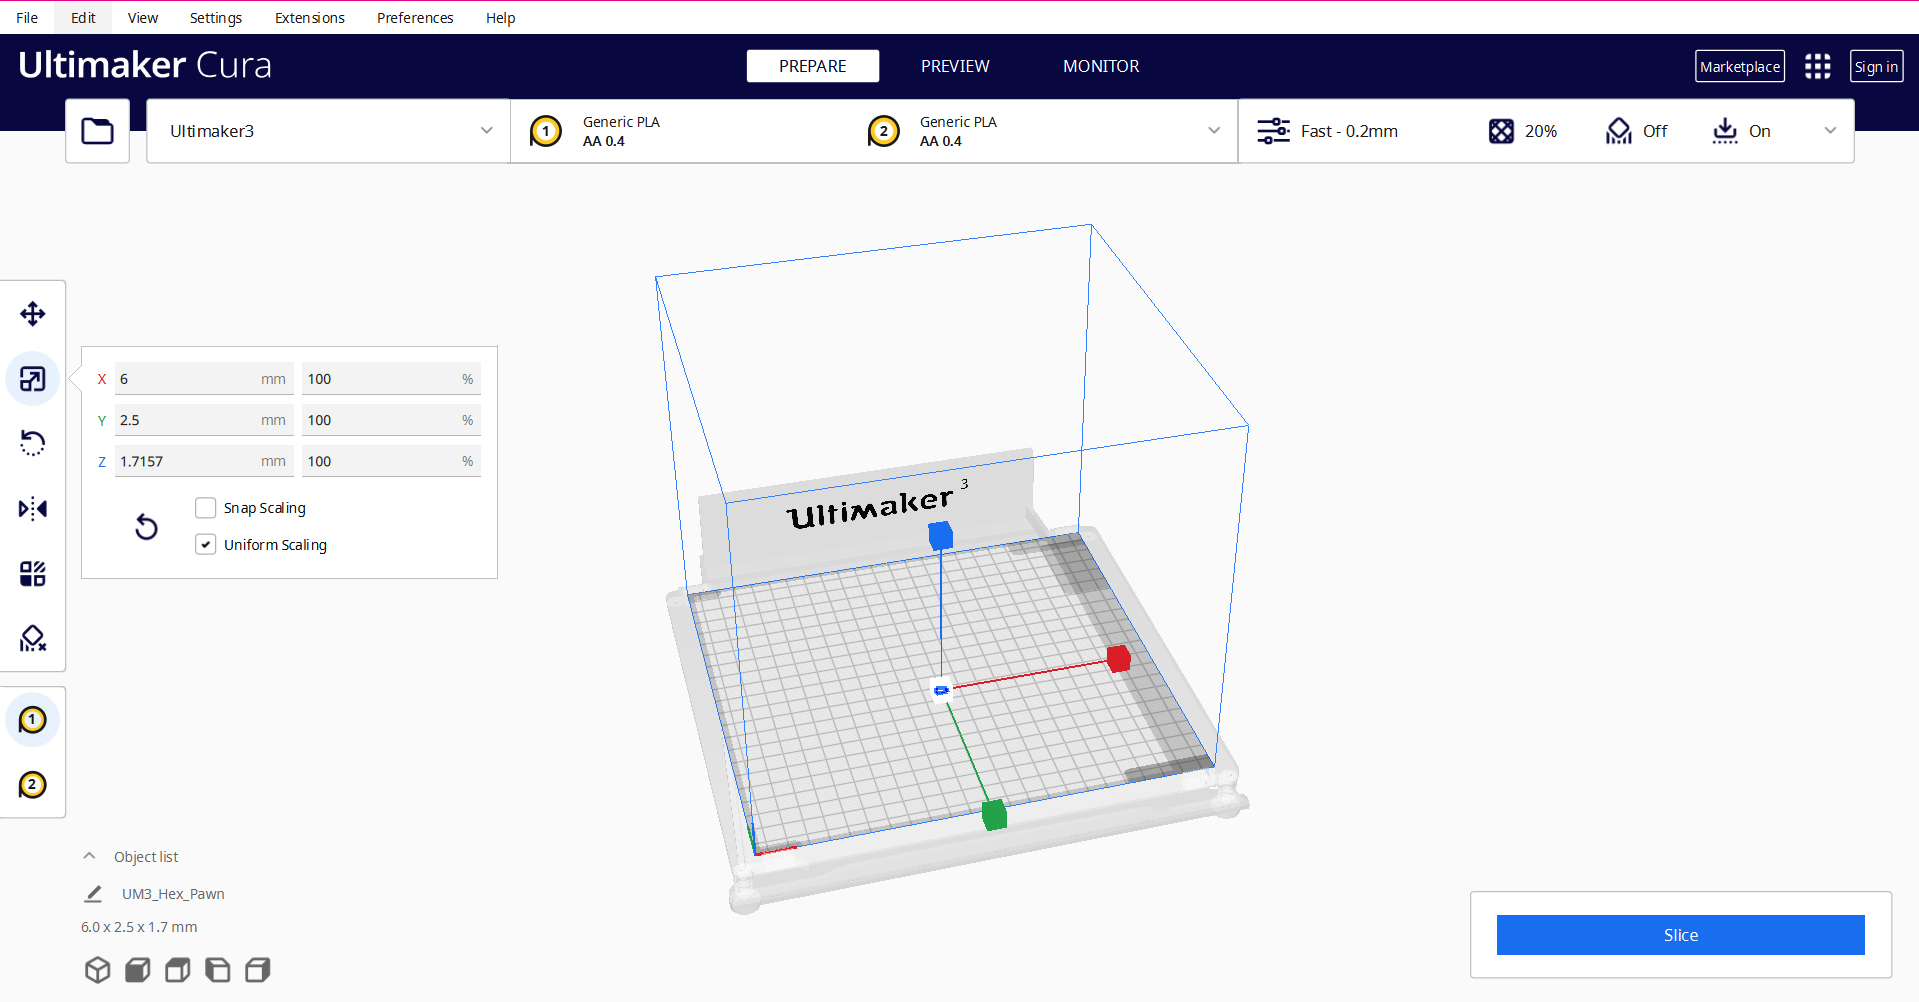 File Edit View Settings Extensions Preferences Help
Ultimaker Cura
PREPARE PREVIEW MONITOR
Marketplace Sign in
Ultimaker3
1 Generic PLA
AA 0.4
2 Generic PLA
AA 0.4
Fast - 0.2mm 20% Off On
X 6 mm 100 %
Y 2.5 mm 100 %
Z 1.7157 mm 100 %
Snap Scaling
Uniform Scaling
Ultimaker 3
1
2
Object list
UM3_Hex_Pawn
6.0 x 2.5 x 1.7 mm
Slice